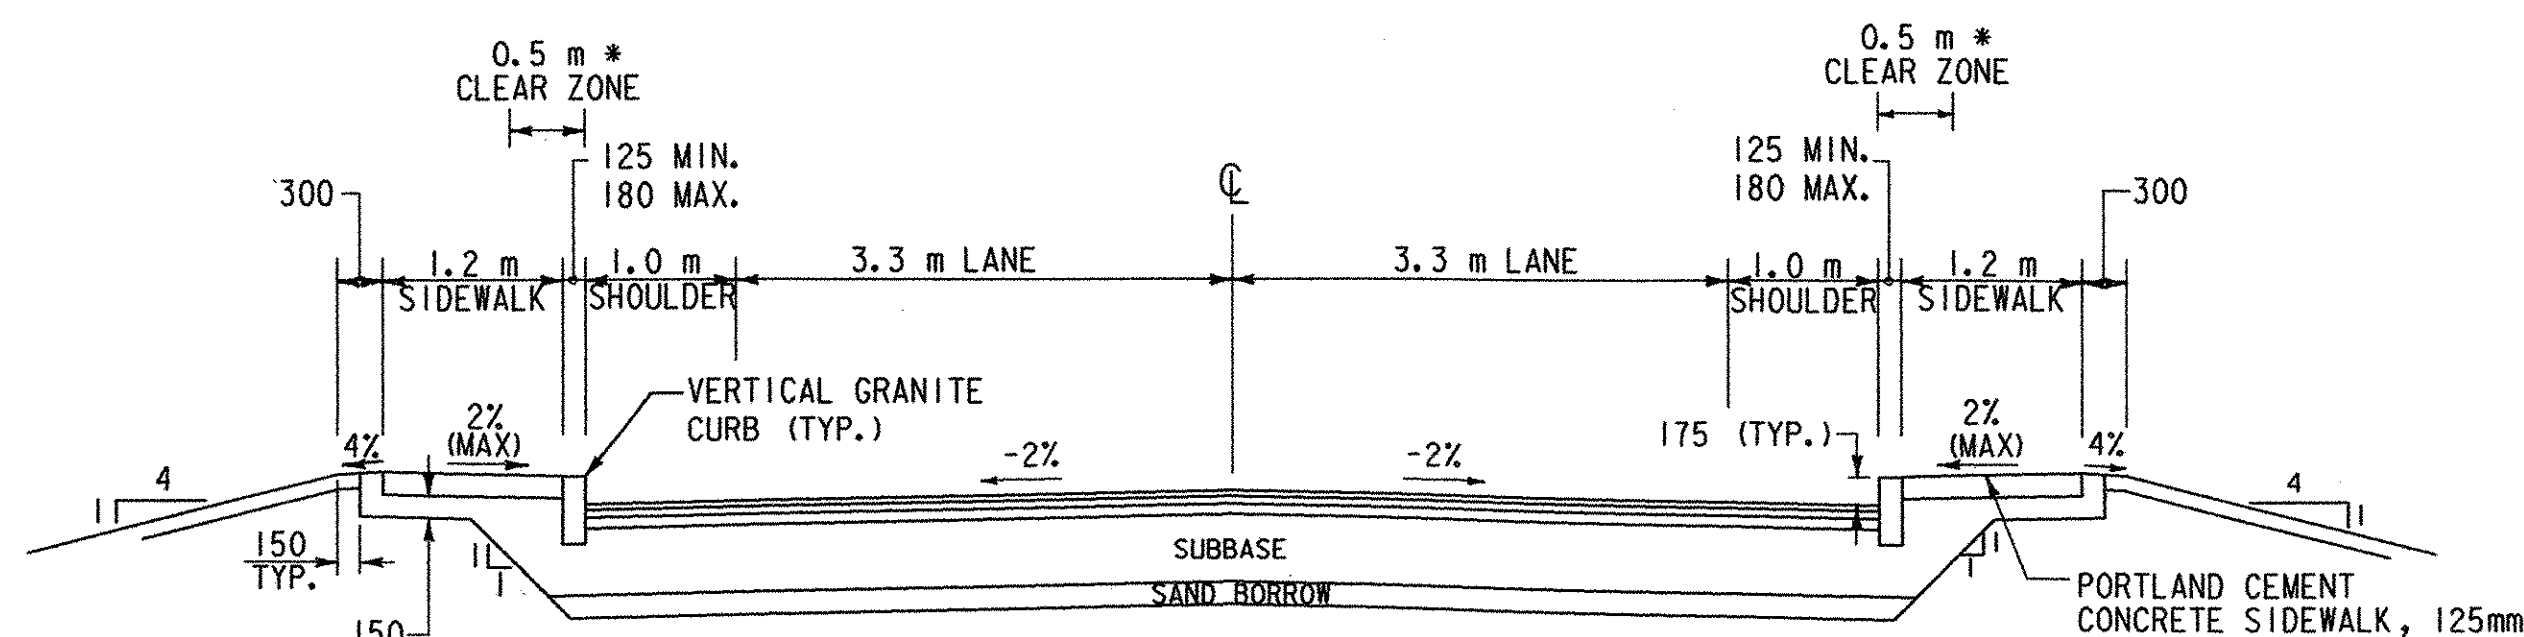 0.5 m *
CLEAR ZONE
0.5 m *
CLEAR ZONE
125 MIN.
180 MAX.
125 MIN.
180 MAX.
300
℄
300
1.2 m
SIDEWALK
1.0 m
SHOULDER
3.3 m LANE
3.3 m LANE
1.0 m
SHOULDER
1.2 m
SIDEWALK
VERTICAL GRANITE
CURB (TYP.)
2%
(MAX)
4%
-2%
-2%
175 (TYP.)
2%
(MAX)
4%
4
1
4
1
150
TYP.
1
1
SUBBASE
SAND BORROW
1
1
150
PORTLAND CEMENT
CONCRETE SIDEWALK, 125mm